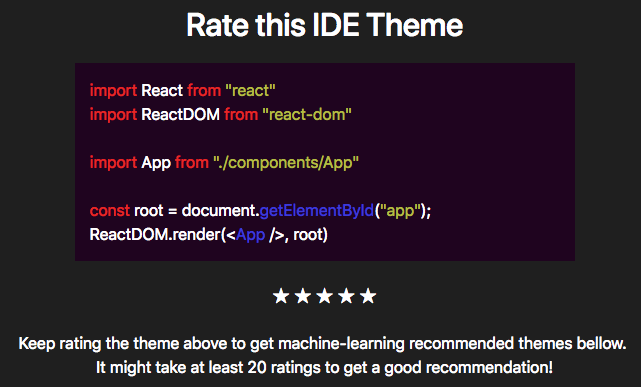 Rate this IDE Theme
import React from "react"
import ReactDOM from "react-dom"
import App from "./components/App"
const root = document.getElementById("app");
ReactDOM.render(<App />, root)
★★★★★
Keep rating the theme above to get machine-learning recommended themes bellow.
It might take at least 20 ratings to get a good recommendation!